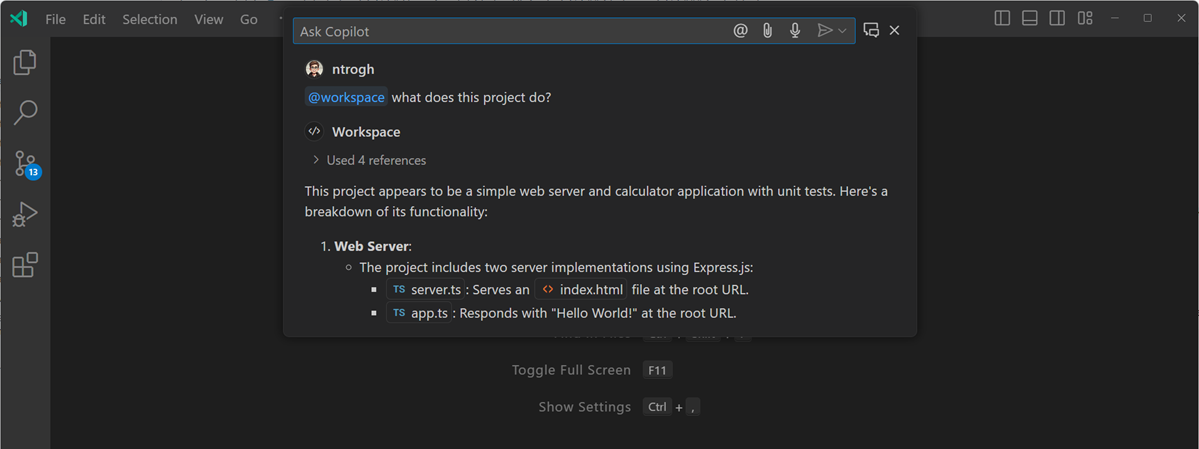 File Edit Selection View Go
Ask Copilot
ntrogh
@workspace what does this project do?
Workspace
Used 4 references
13
This project appears to be a simple web server and calculator application with unit tests. Here's a
breakdown of its functionality:
1. Web Server:
The project includes two server implementations using Express.js:
TS server.ts : Serves an <> index.html file at the root URL.
TS app.ts : Responds with "Hello World!" at the root URL.
Toggle Full Screen F11
Show Settings Ctrl + ,